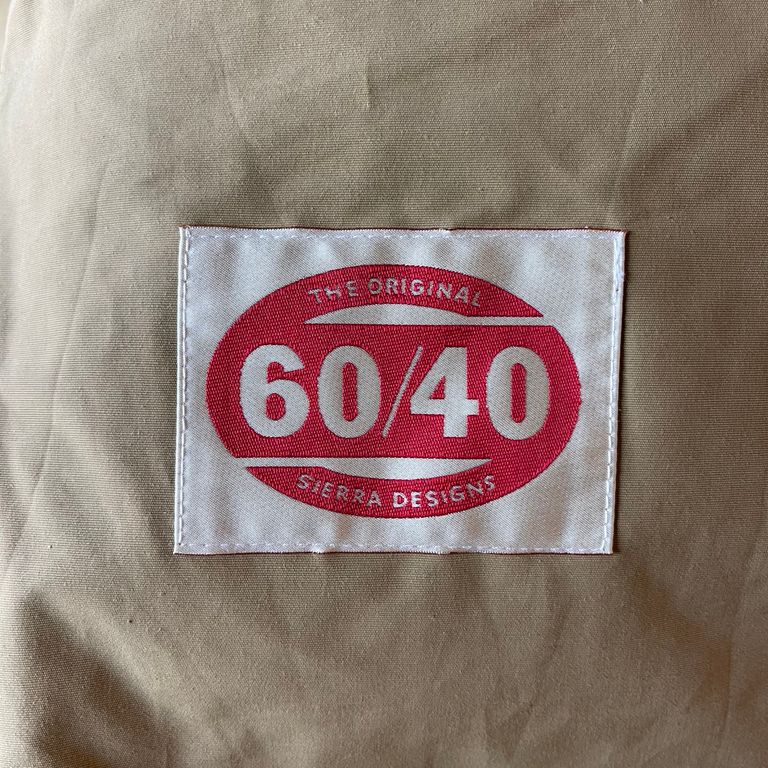 THE ORIGINAL
60/40
SIERRA DESIGNS